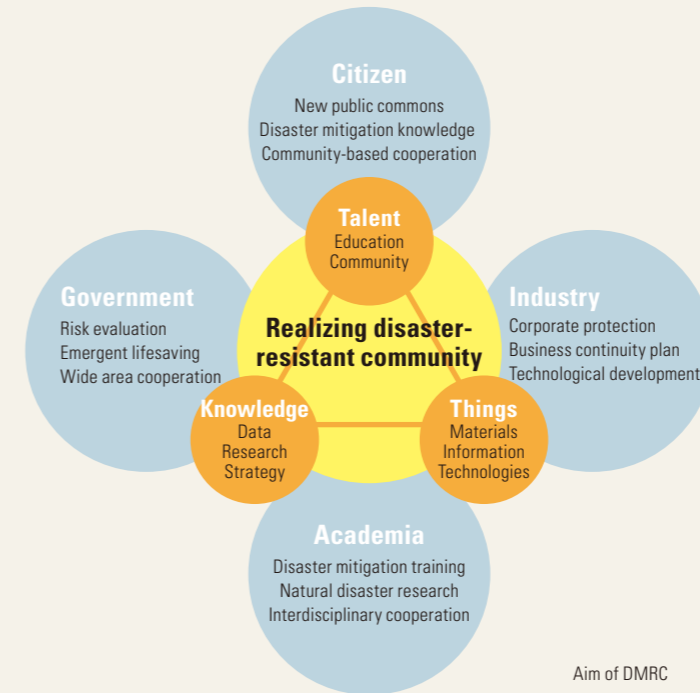 Citizen
New public commons
Disaster mitigation knowledge
Community-based cooperation
Talent
Education
Community
Government
Risk evaluation
Emergent lifesaving
Wide area cooperation
Realizing disaster-
resistant community
Industry
Corporate protection
Business continuity plan
Technological development
Knowledge
Data
Research
Strategy
Things
Materials
Information
Technologies
Academia
Disaster mitigation training
Natural disaster research
Interdisciplinary cooperation
Aim of DMRC